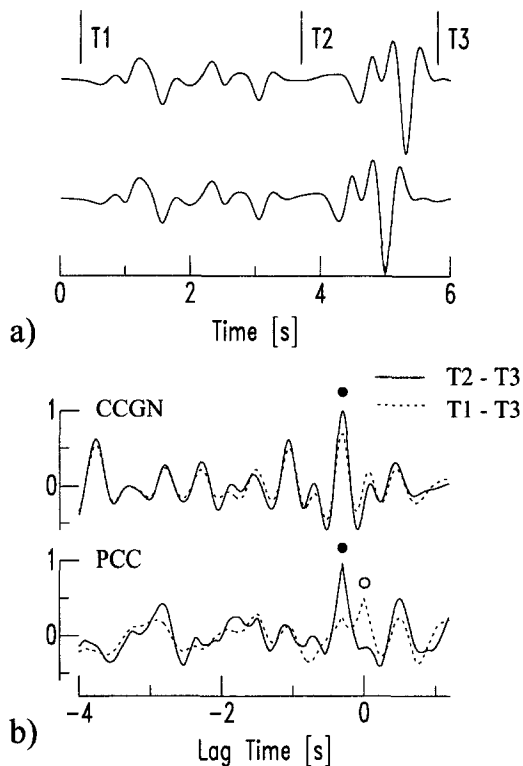 T1 T2 T3
0 2 4 6
Time [s]
a)
T2 - T3
T1 - T3
1 CCGN
0
1 PCC
0
-4 -2 0
Lag Time [s]
b)